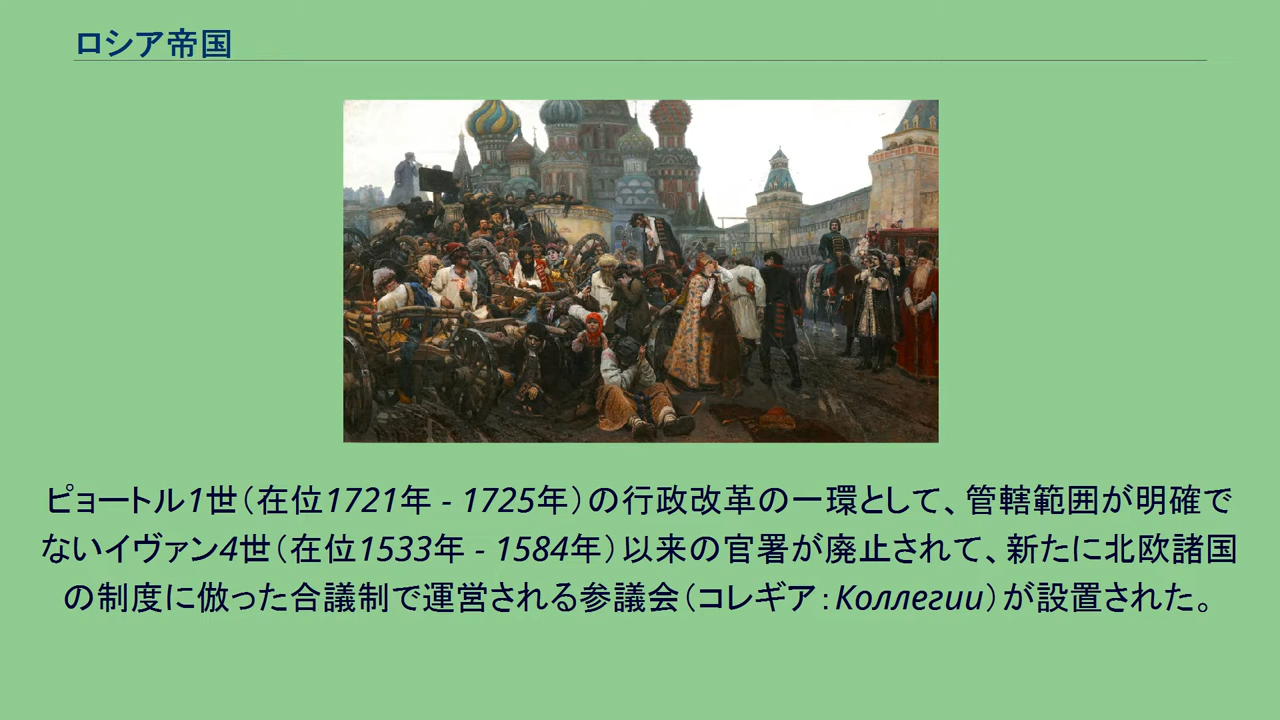 ロシア帝国
ピョートル1世（在位1721年 - 1725年）の行政改革の一環として、管轄範囲が明確で
ないイヴァン4世（在位1533年 - 1584年）以来の官署が廃止されて、新たに北欧諸国
の制度に倣った合議制で運営される参議会（コレギア：Коллегии）が設置された。